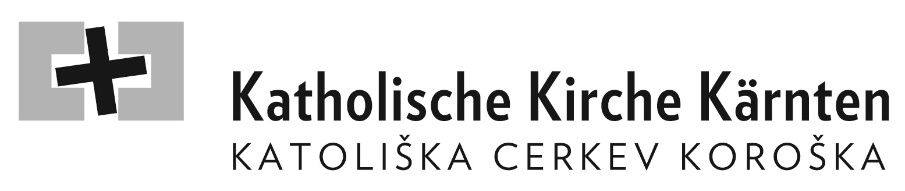 Katholische Kirche Kärnten
KATOLIŠKA CERKEV KOROŠKA